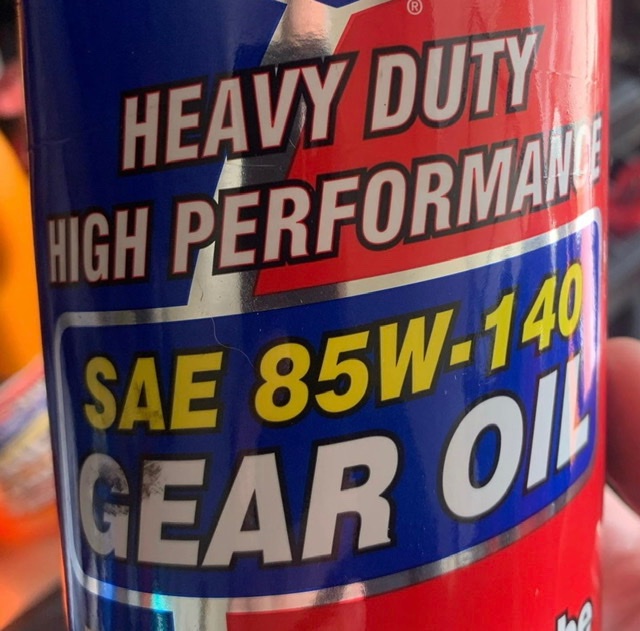 ®
HEAVY DUTY
HIGH PERFORMANCE
SAE 85W-140
GEAR OIL